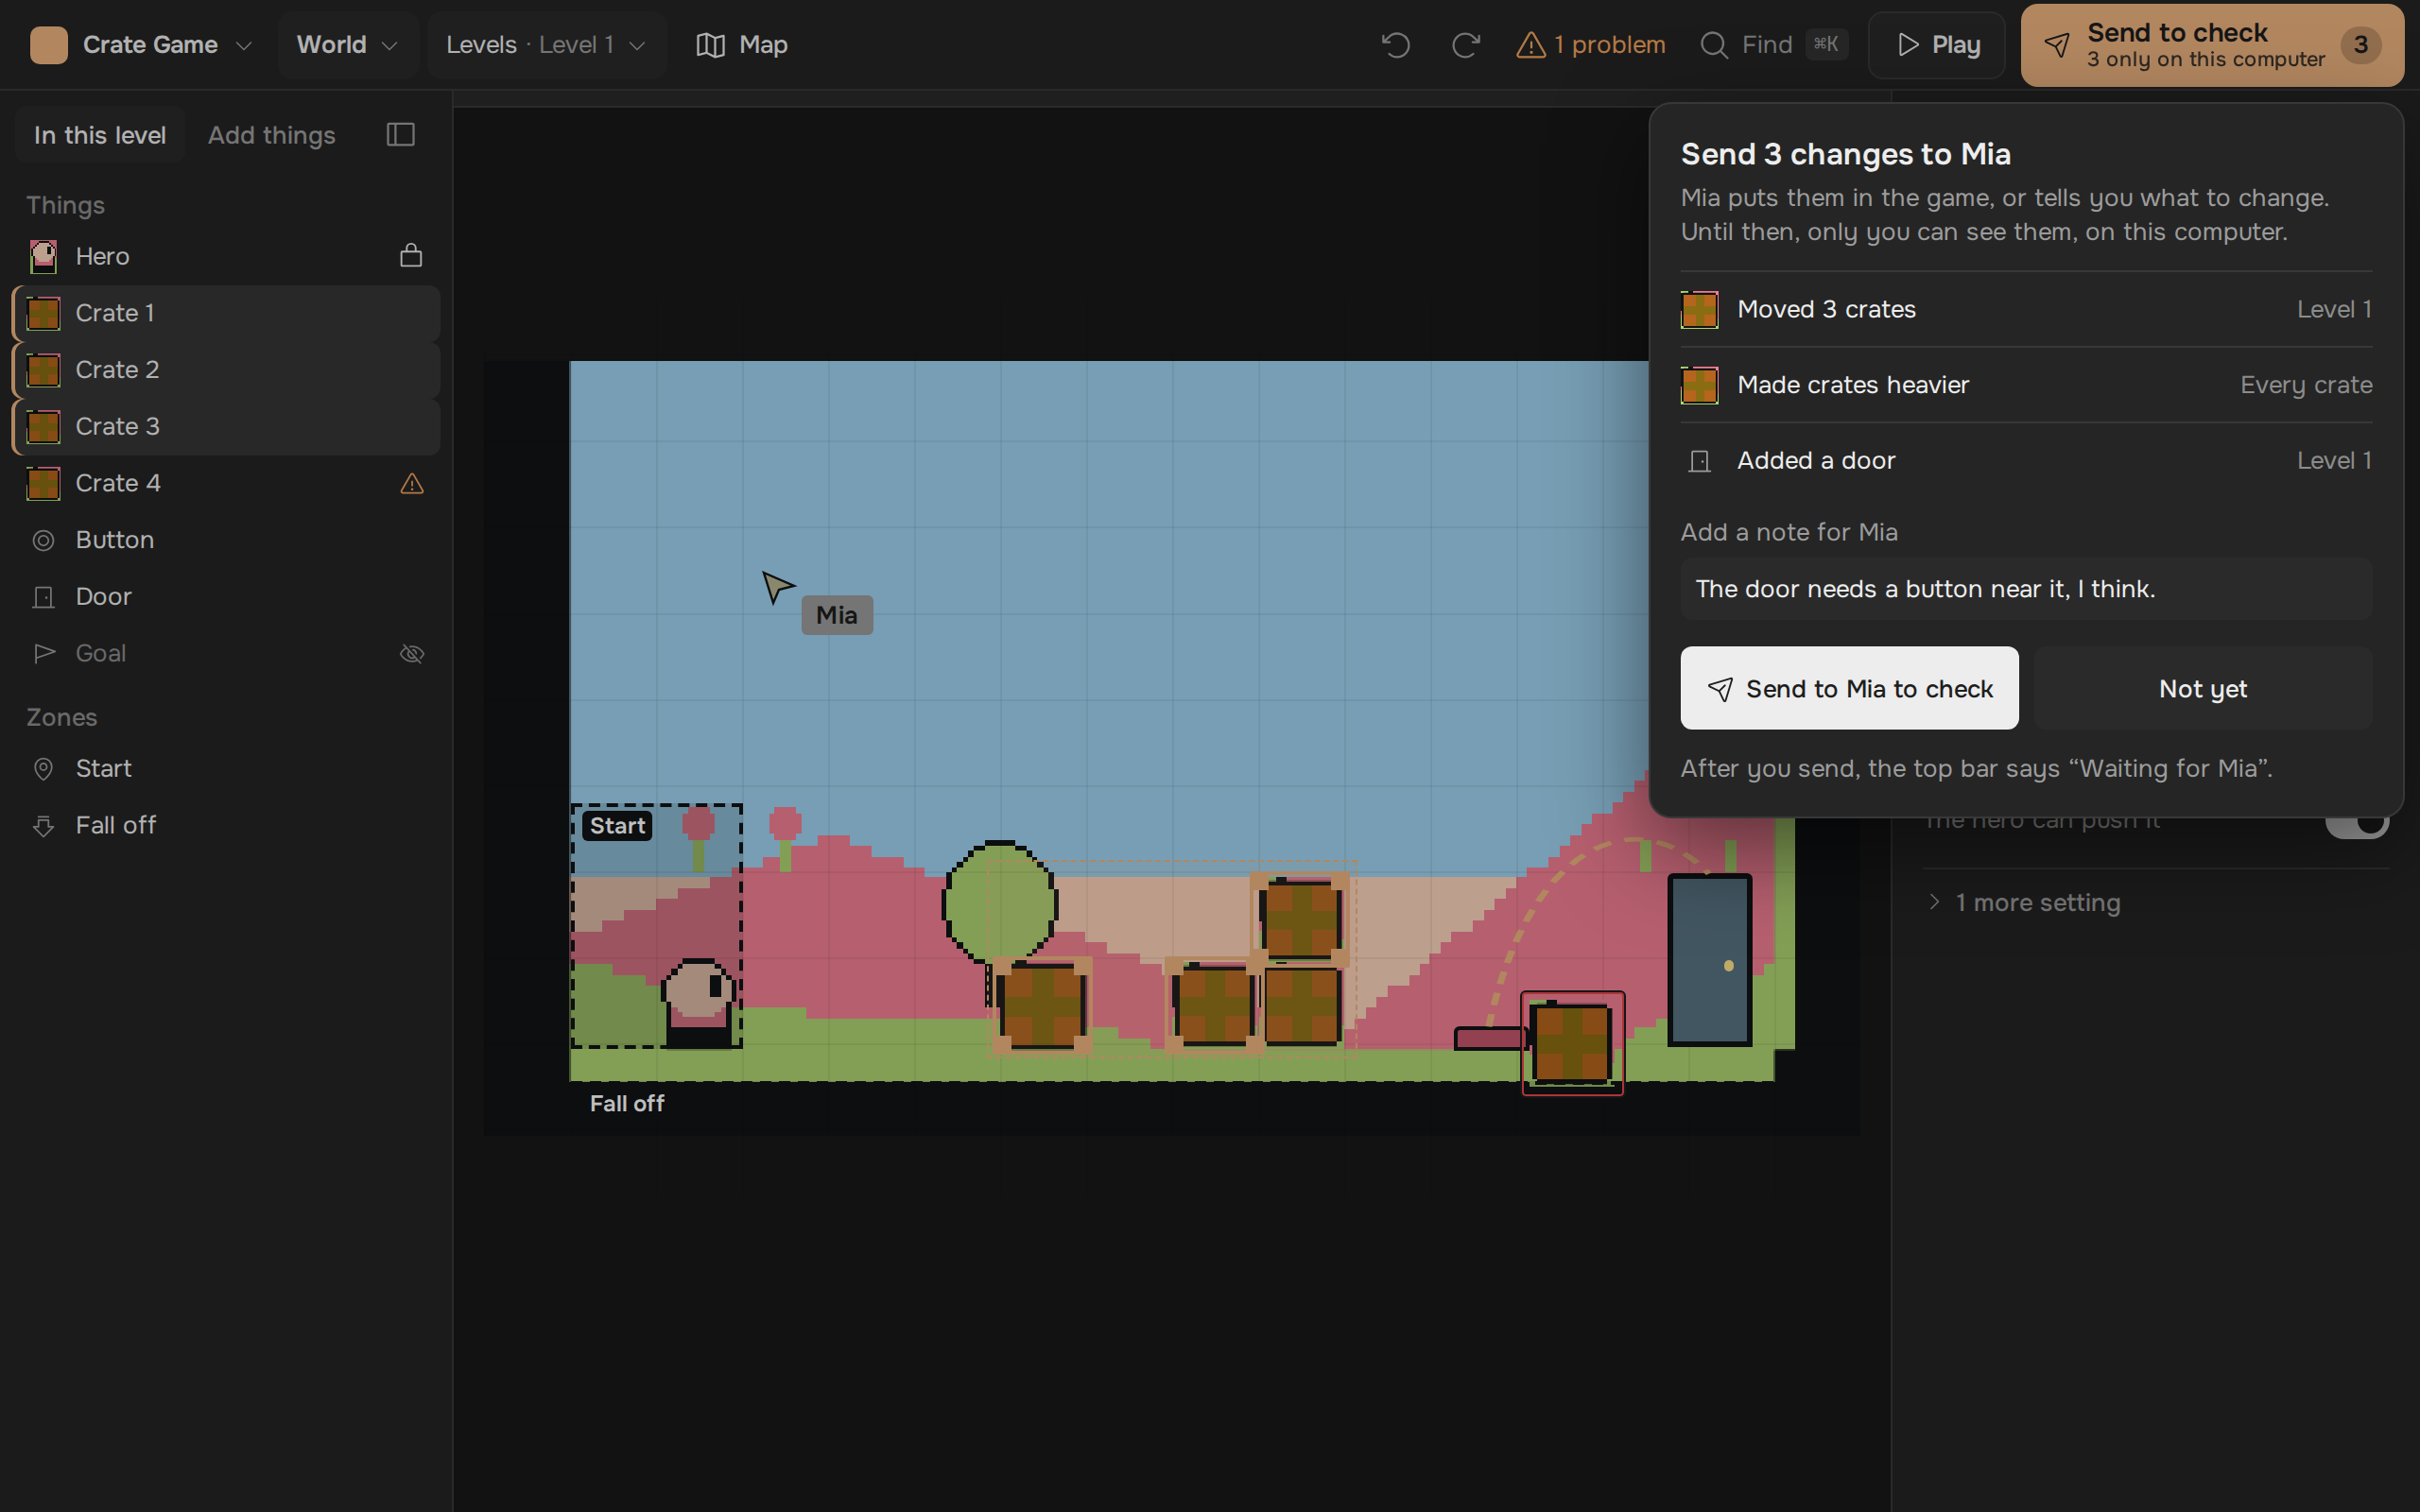 Crate Game
World
Levels · Level 1
Map
1 problem
Find ⌘K
Play
Send to check
3 only on this computer
3
In this level
Add things
Things
Hero
Crate 1
Crate 2
Crate 3
Crate 4
Button
Door
Goal
Zones
Start
Fall off
Mia
Start
Fall off
Send 3 changes to Mia
Mia puts them in the game, or tells you what to change.
Until then, only you can see them, on this computer.
Moved 3 crates
Level 1
Made crates heavier
Every crate
Added a door
Level 1
Add a note for Mia
The door needs a button near it, I think.
Send to Mia to check
Not yet
After you send, the top bar says “Waiting for Mia”.
The hero can push it
1 more setting